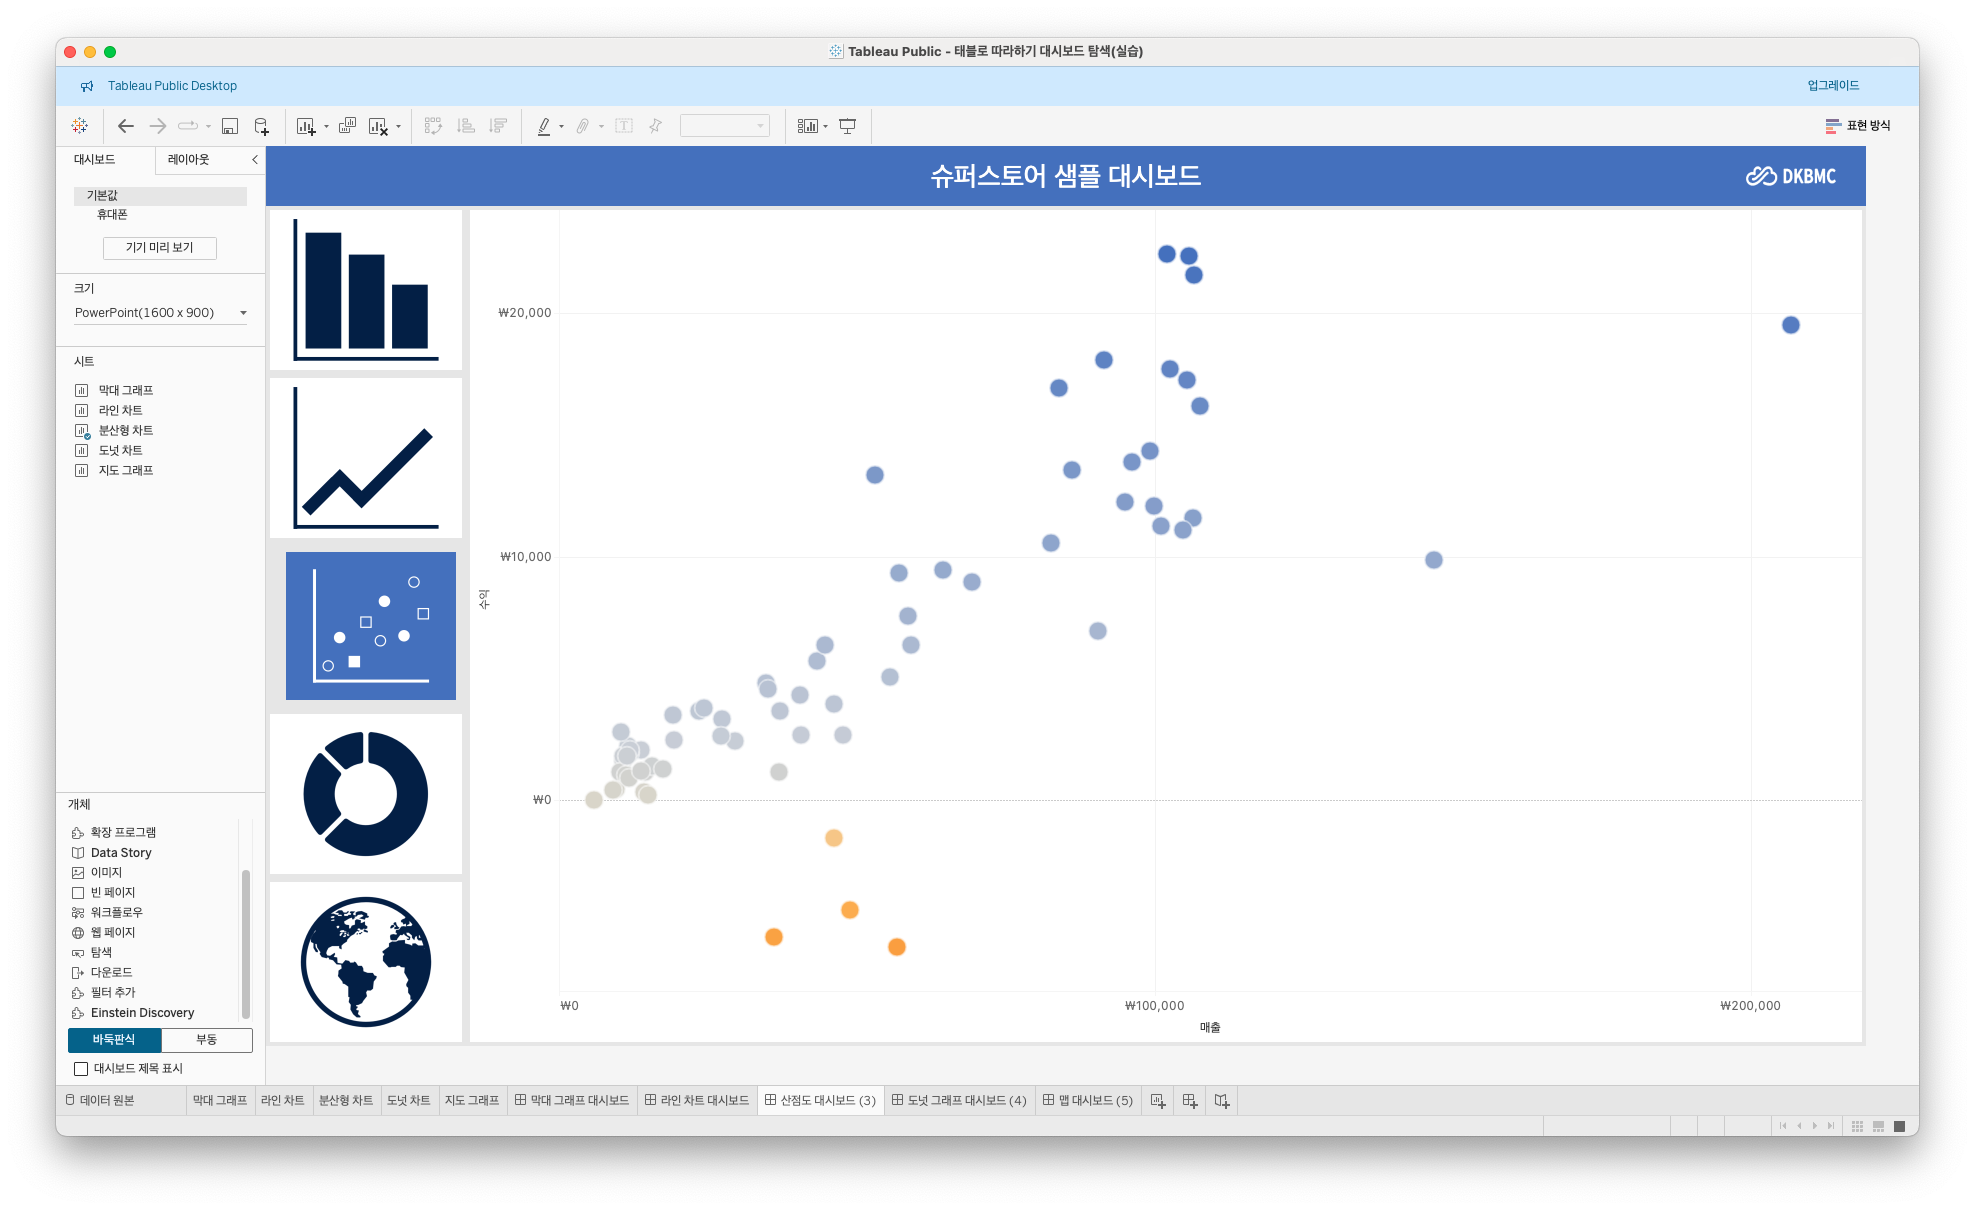 Tableau Public - 태블로 따라하기 대시보드 탐색(실습)
Tableau Public Desktop
업그레이드
표현 방식
대시보드
레이아웃
기본값
휴대폰
기기 미리 보기
크기
PowerPoint(1600 x 900)
시트
막대 그래프
라인 차트
분산형 차트
도넛 차트
지도 그래프
개체
확장 프로그램
Data Story
이미지
빈 페이지
워크플로우
웹 페이지
탐색
다운로드
필터 추가
Einstein Discovery
바둑판식
부동
대시보드 제목 표시
슈퍼스토어 샘플 대시보드
DKBMC
₩20,000
₩10,000
₩0
수익
₩0
₩100,000
₩200,000
매출
데이터 원본
막대 그래프
라인 차트
분산형 차트
도넛 차트
지도 그래프
막대 그래프 대시보드
라인 차트 대시보드
산점도 대시보드 (3)
도넛 그래프 대시보드 (4)
맵 대시보드 (5)